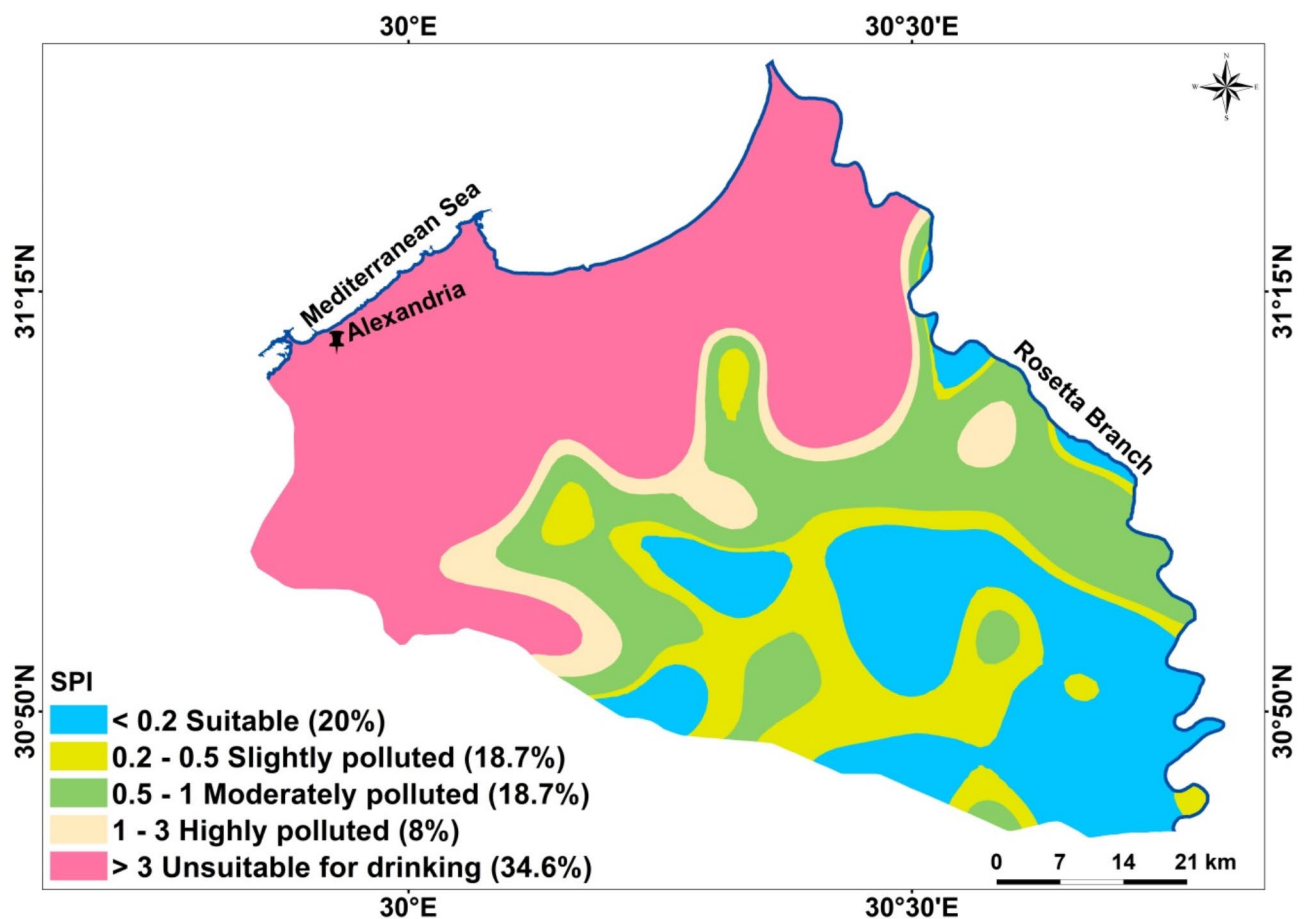 30°E 30°30'E
N
W E
S
Mediterranean Sea
Alexandria
31°15'N 31°15'N
Rosetta Branch
30°50'N 30°50'N
SPI
< 0.2 Suitable (20%)
0.2 - 0.5 Slightly polluted (18.7%)
0.5 - 1 Moderately polluted (18.7%)
1 - 3 Highly polluted (8%)
> 3 Unsuitable for drinking (34.6%)
0 7 14 21 km
30°E 30°30'E